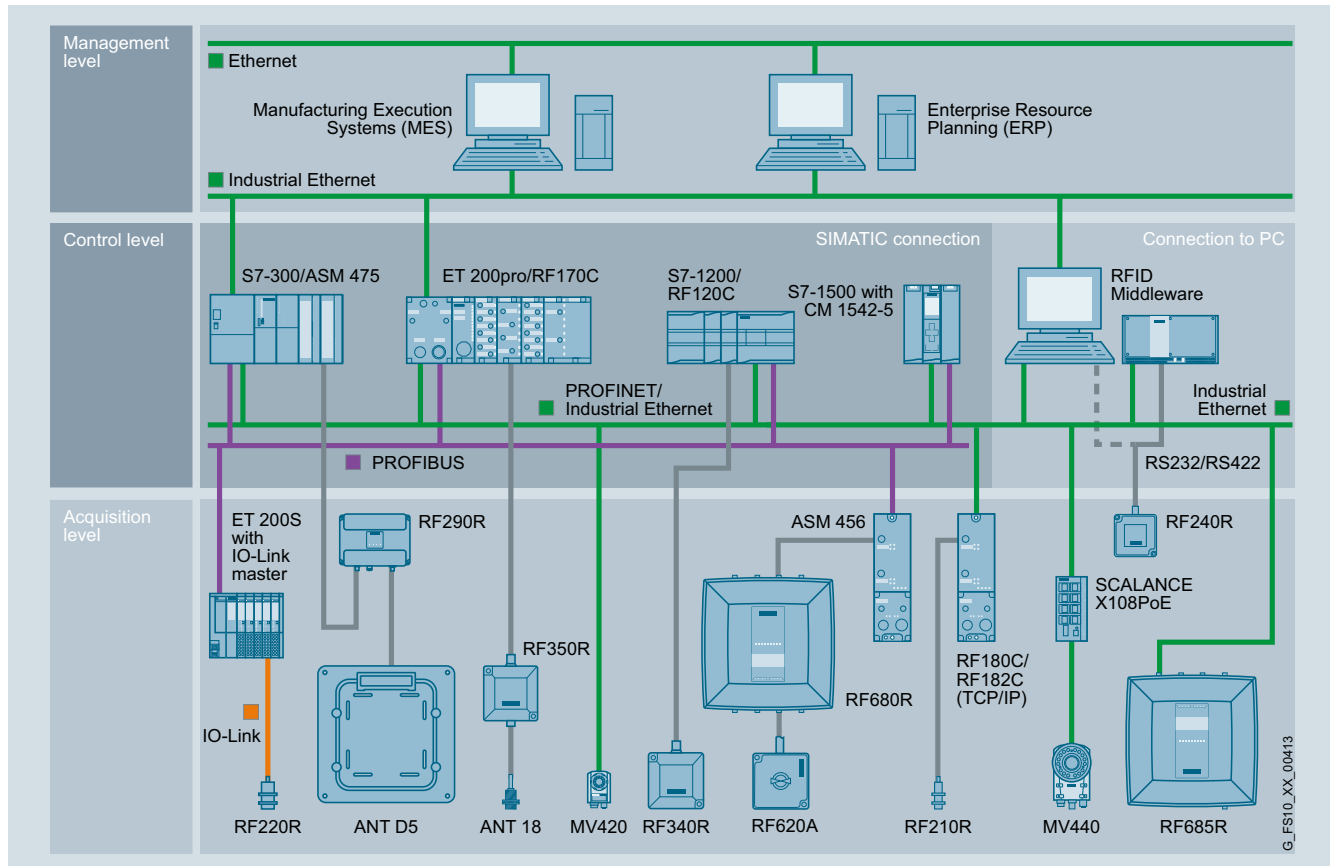 Management
level
Ethernet
Manufacturing Execution
Systems (MES)
Enterprise Resource
Planning (ERP)
Industrial Ethernet
Control level
SIMATIC connection
Connection to PC
S7-300/ASM 475
ET 200pro/RF170C
S7-1200/
RF120C
S7-1500 with
CM 1542-5
RFID
Middleware
PROFINET/
Industrial Ethernet
Industrial
Ethernet
PROFIBUS
RS232/RS422
Acquisition
level
ET 200S
with
IO-Link
master
RF290R
ASM 456
RF240R
SCALANCE
X108PoE
RF350R
RF180C/
RF182C
(TCP/IP)
RF680R
IO-Link
RF220R
ANT D5
ANT 18
MV420
RF340R
RF620A
RF210R
MV440
RF685R
G_FS10_XX_00413